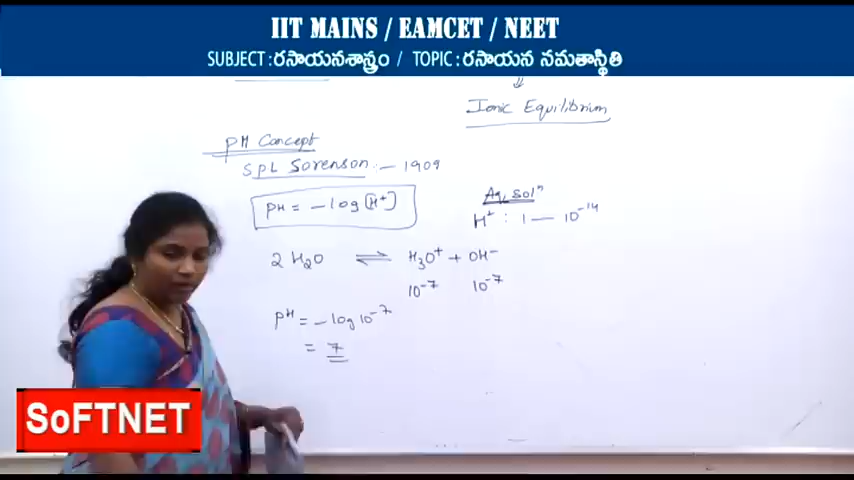 IIT MAINS / EAMCET / NEET
SUBJECT : రసాయనశాస్త్రం / TOPIC : రసాయన సమతాస్థితి
Ionic Equilibrium
PH Concept
SPL Sorenson :- 1909
PH = - log [H+]
Aq. solⁿ
H⁺ : 1 — 10⁻¹⁴
2 H₂O ⇌ H₃O⁺ + OH⁻
10⁻⁷ 10⁻⁷
PH = - log 10⁻⁷
= 7
SoFTNET